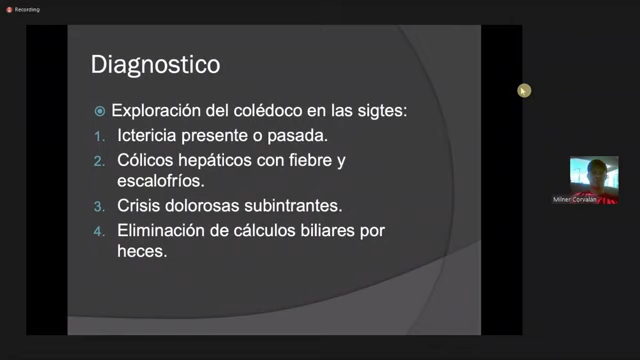 Recording
Diagnostico
Exploración del colédoco en las sigtes:
1. Ictericia presente o pasada.
2. Cólicos hepáticos con fiebre y
escalofríos.
3. Crisis dolorosas subintrantes.
4. Eliminación de cálculos biliares por
heces.
Milner Corvalán